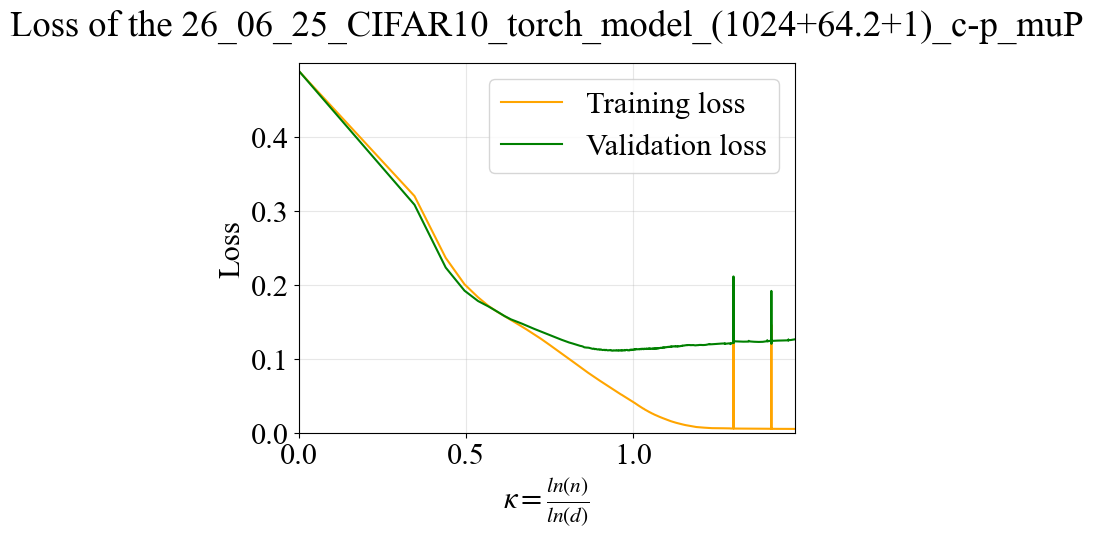 Loss of the 26_06_25_CIFAR10_torch_model_(1024+64.2+1)_c-p_muP
Training loss
Validation loss
Loss
0.4
0.3
0.2
0.1
0.0
0.0 0.5 1.0
κ = ln(n)/ln(d)